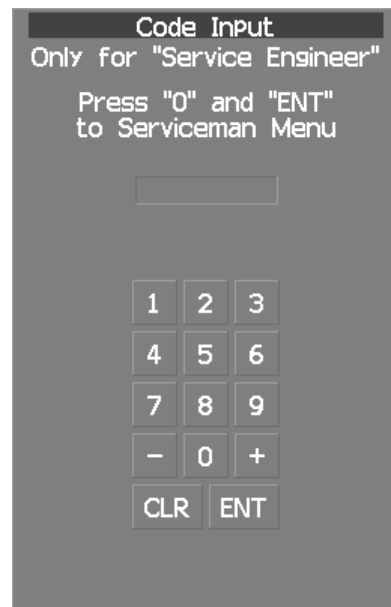 Code Input
Only for "Service Engineer"
Press "0" and "ENT"
to Serviceman Menu
1 2 3
4 5 6
7 8 9
- 0 +
CLR ENT